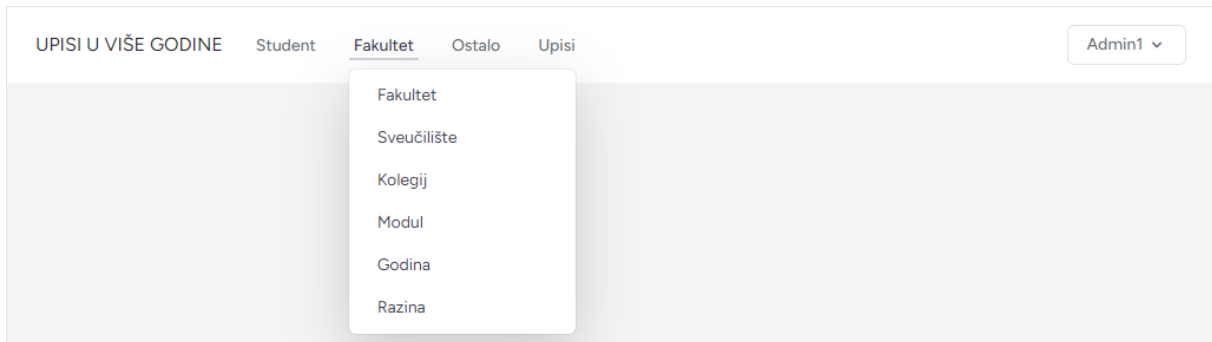 UPISI U VIŠE GODINE Student Fakultet Ostalo Upisi Admin1
Fakultet
Sveučilište
Kolegij
Modul
Godina
Razina